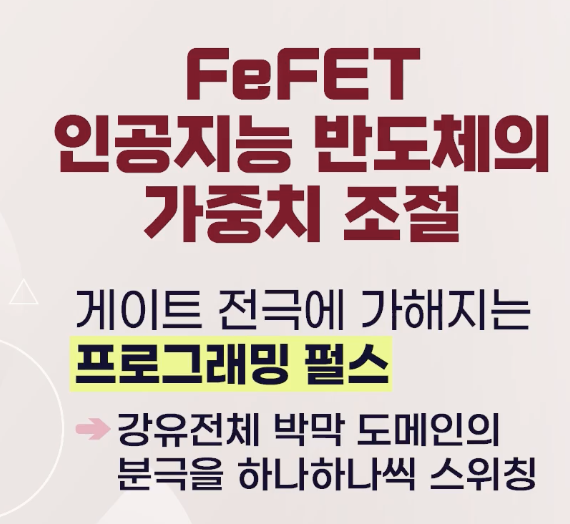 FeFET
인공지능 반도체의
가중치 조절
게이트 전극에 가해지는
프로그래밍 펄스
➔ 강유전체 박막 도메인의
분극을 하나하나씩 스위칭